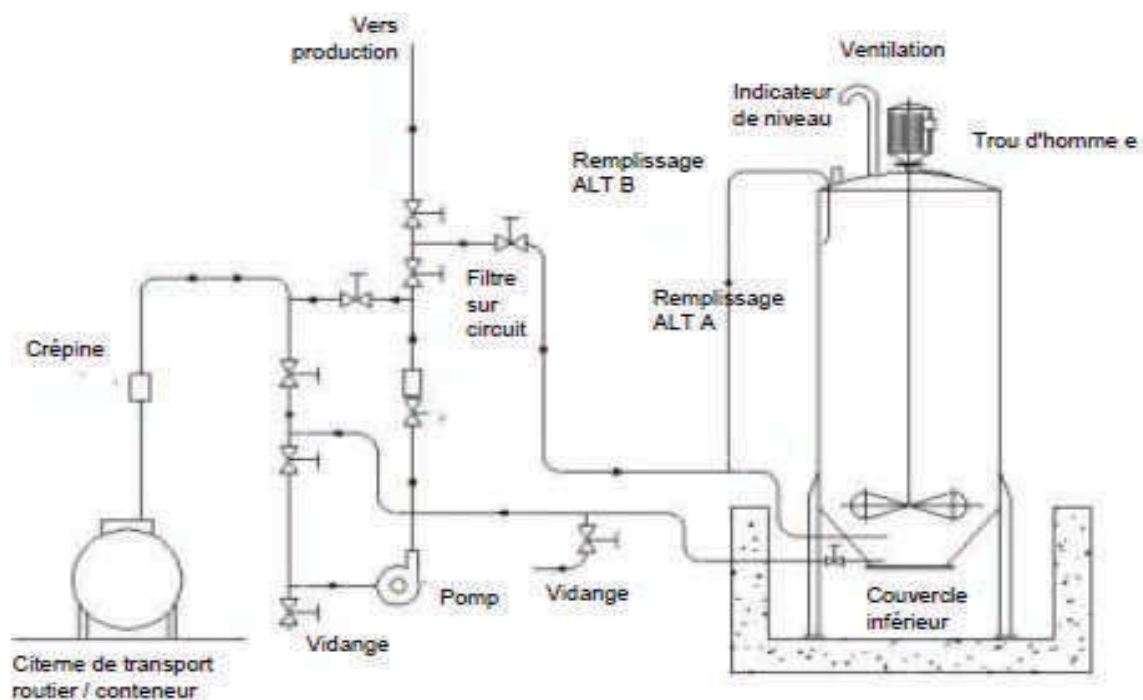 Vers
production
Ventilation
Indicateur
de niveau
Trou d'homme e
Remplissage
ALT B
Filtre
sur
circuit
Remplissage
ALT A
Crépine
Pomp
Vidange
Vidange
Couvercle
inférieur
Citerne de transport
routier / conteneur